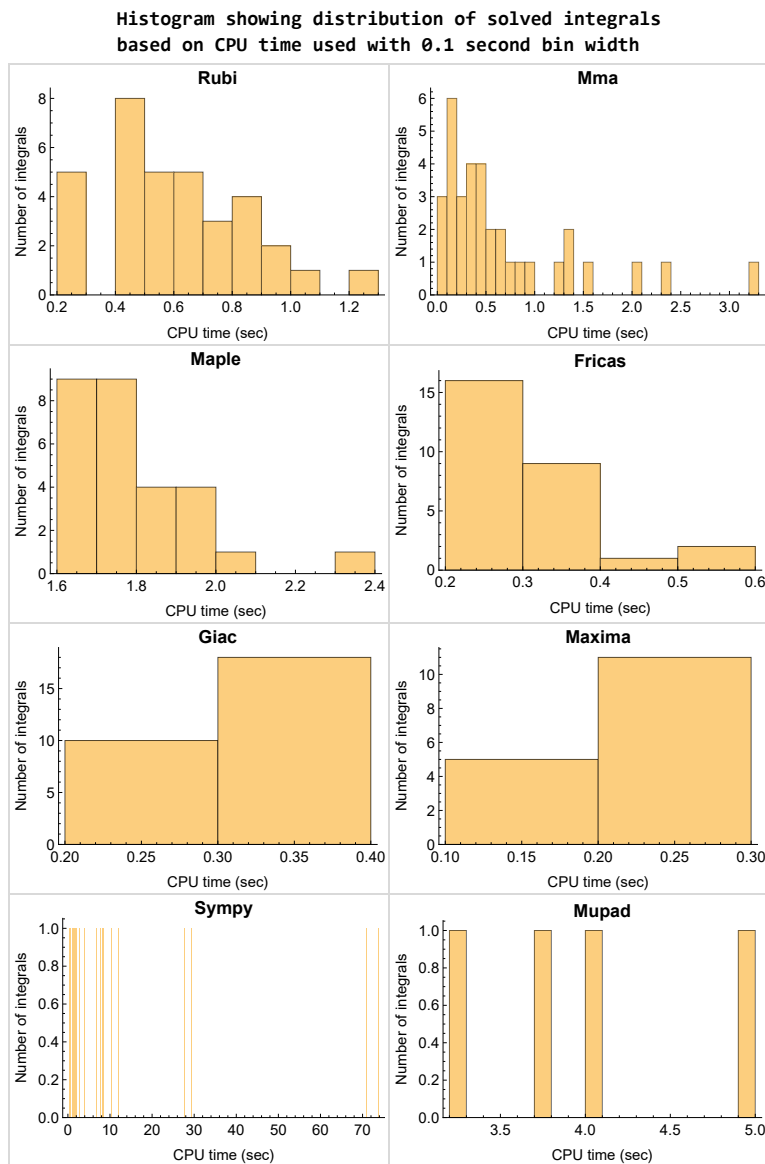 Histogram showing distribution of solved integrals
based on CPU time used with 0.1 second bin width
Rubi
Number of integrals
8
6
4
2
0
0.2 0.4 0.6 0.8 1.0 1.2
CPU time (sec)
Mma
Number of integrals
6
5
4
3
2
1
0
0.0 0.5 1.0 1.5 2.0 2.5 3.0
CPU time (sec)
Maple
Number of integrals
8
6
4
2
0
1.6 1.8 2.0 2.2 2.4
CPU time (sec)
Fricas
Number of integrals
15
10
5
0
0.2 0.3 0.4 0.5 0.6
CPU time (sec)
Giac
Number of integrals
15
10
5
0
0.20 0.25 0.30 0.35 0.40
CPU time (sec)
Maxima
Number of integrals
10
8
6
4
2
0
0.10 0.15 0.20 0.25 0.30
CPU time (sec)
Sympy
Number of integrals
1.0
0.8
0.6
0.4
0.2
0.0
0 10 20 30 40 50 60 70
CPU time (sec)
Mupad
Number of integrals
1.0
0.8
0.6
0.4
0.2
0.0
3.5 4.0 4.5 5.0
CPU time (sec)